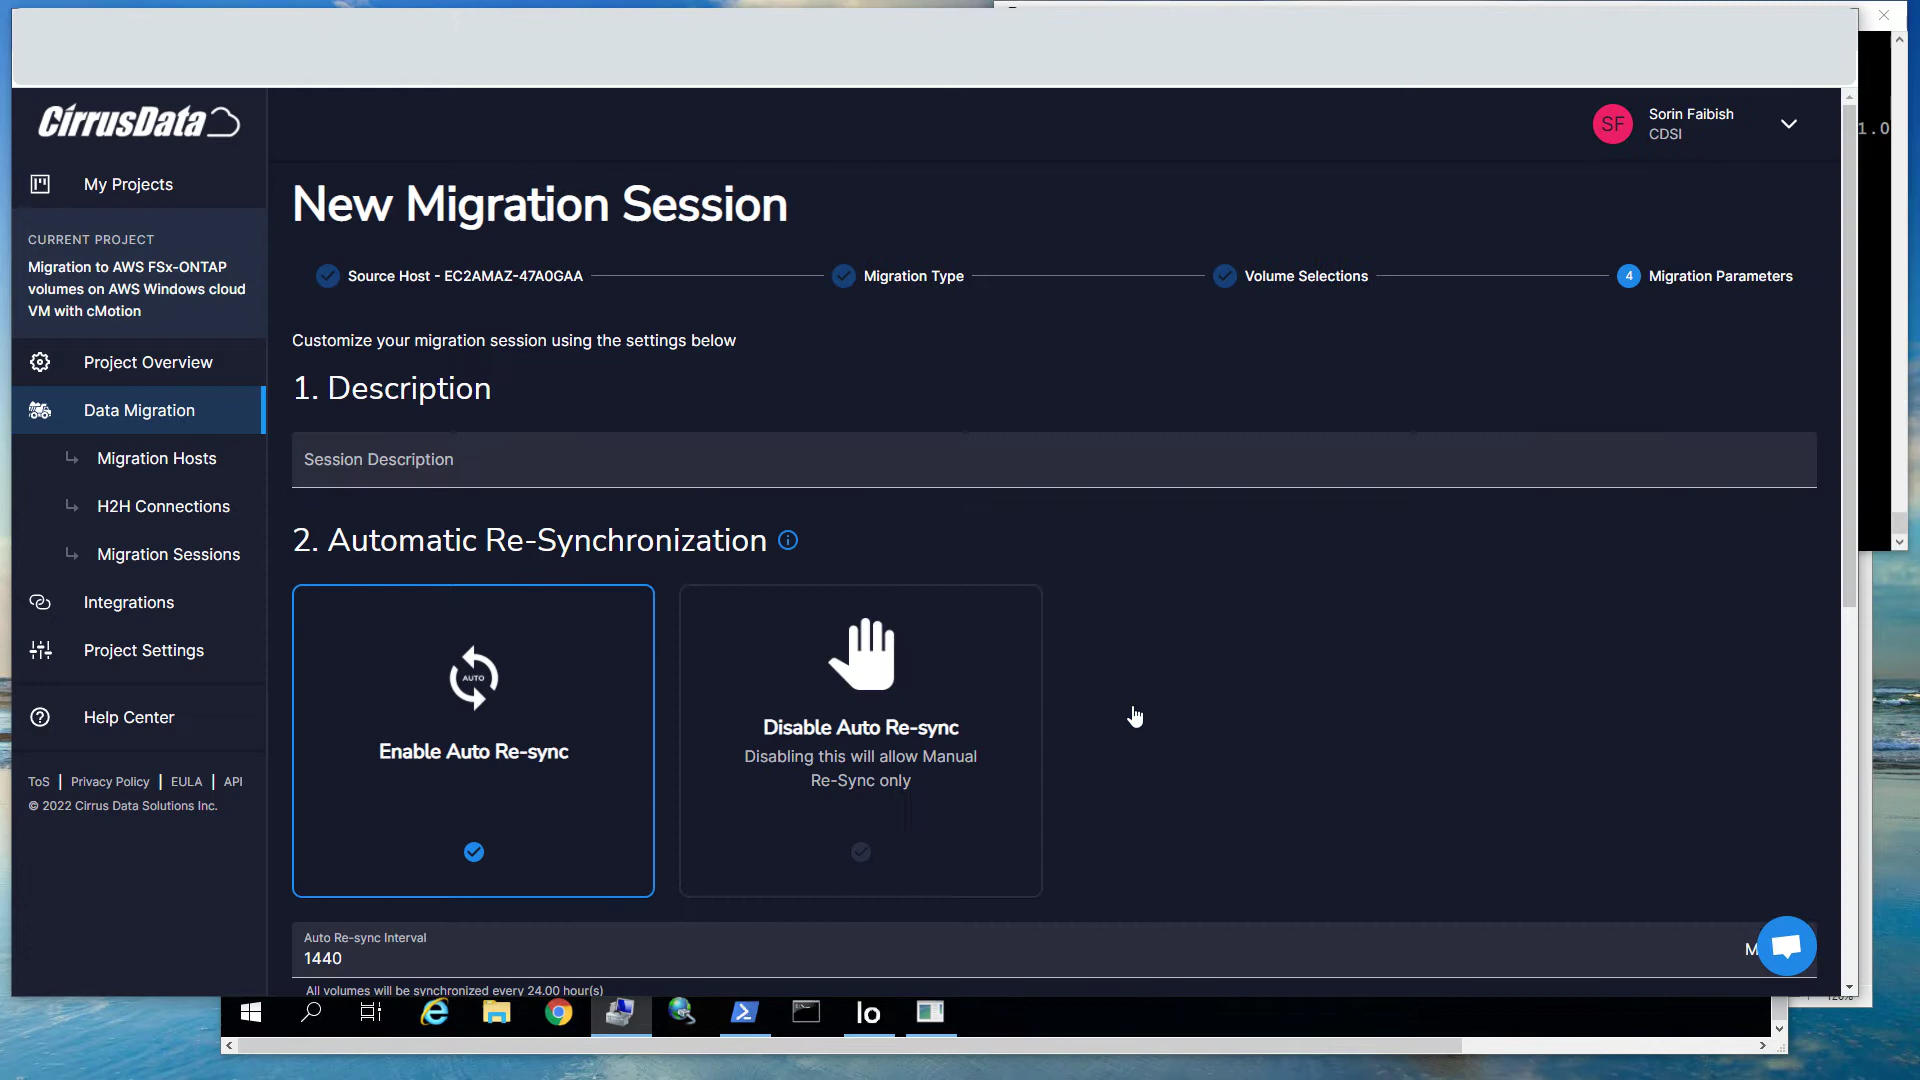 1.0
CirrusData
SF
Sorin Faibish
CDSI
My Projects
CURRENT PROJECT
Migration to AWS FSx-ONTAP
volumes on AWS Windows cloud
VM with cMotion
Project Overview
Data Migration
Migration Hosts
H2H Connections
Migration Sessions
Integrations
Project Settings
Help Center
ToS | Privacy Policy | EULA | API
© 2022 Cirrus Data Solutions Inc.
New Migration Session
Source Host - EC2AMAZ-47A0GAA
Migration Type
Volume Selections
4 Migration Parameters
Customize your migration session using the settings below
1. Description
Session Description
2. Automatic Re-Synchronization
AUTO
Enable Auto Re-sync
Disable Auto Re-sync
Disabling this will allow Manual
Re-Sync only
Auto Re-sync Interval
1440
M
All volumes will be synchronized every 24.00 hour(s)
Io